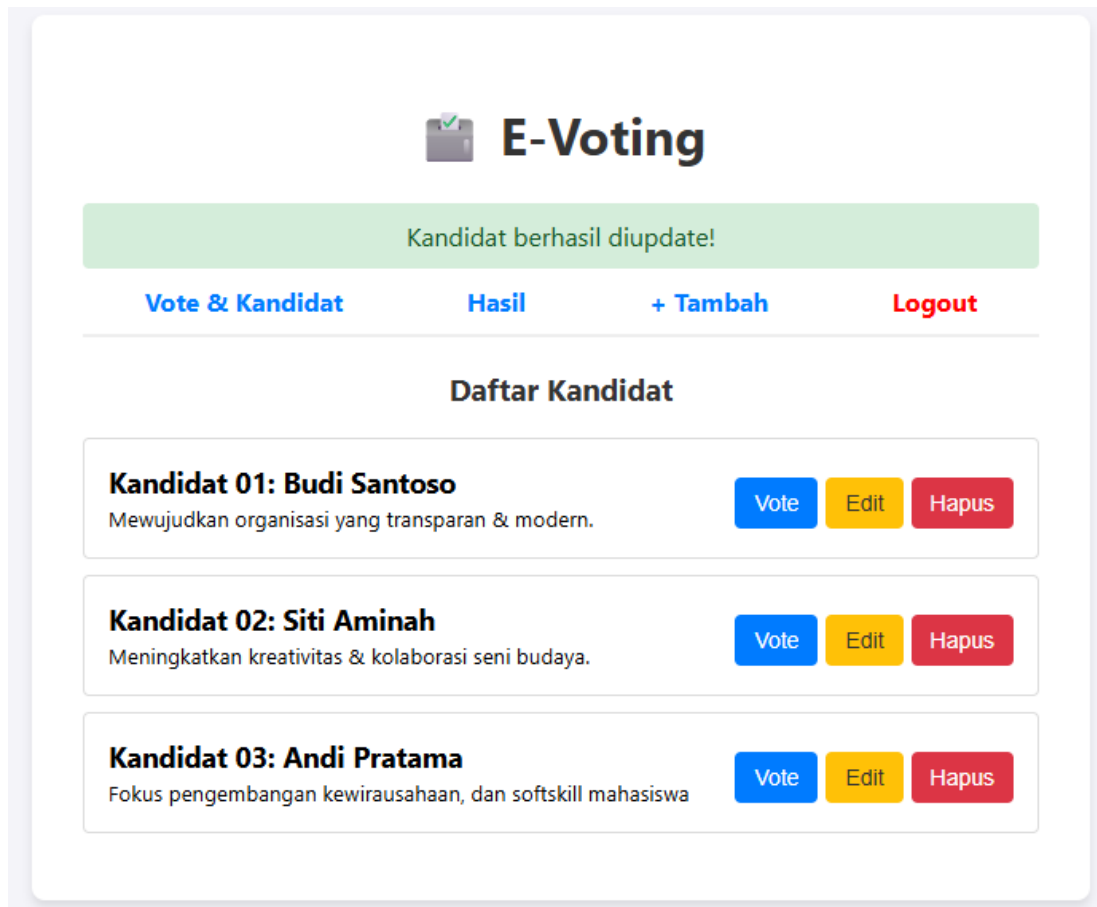 E-Voting
Kandidat berhasil diupdate!
Vote & Kandidat Hasil + Tambah Logout
Daftar Kandidat
Kandidat 01: Budi Santoso
Mewujudkan organisasi yang transparan & modern.
Vote Edit Hapus
Kandidat 02: Siti Aminah
Meningkatkan kreativitas & kolaborasi seni budaya.
Vote Edit Hapus
Kandidat 03: Andi Pratama
Fokus pengembangan kewirausahaan, dan softskill mahasiswa
Vote Edit Hapus